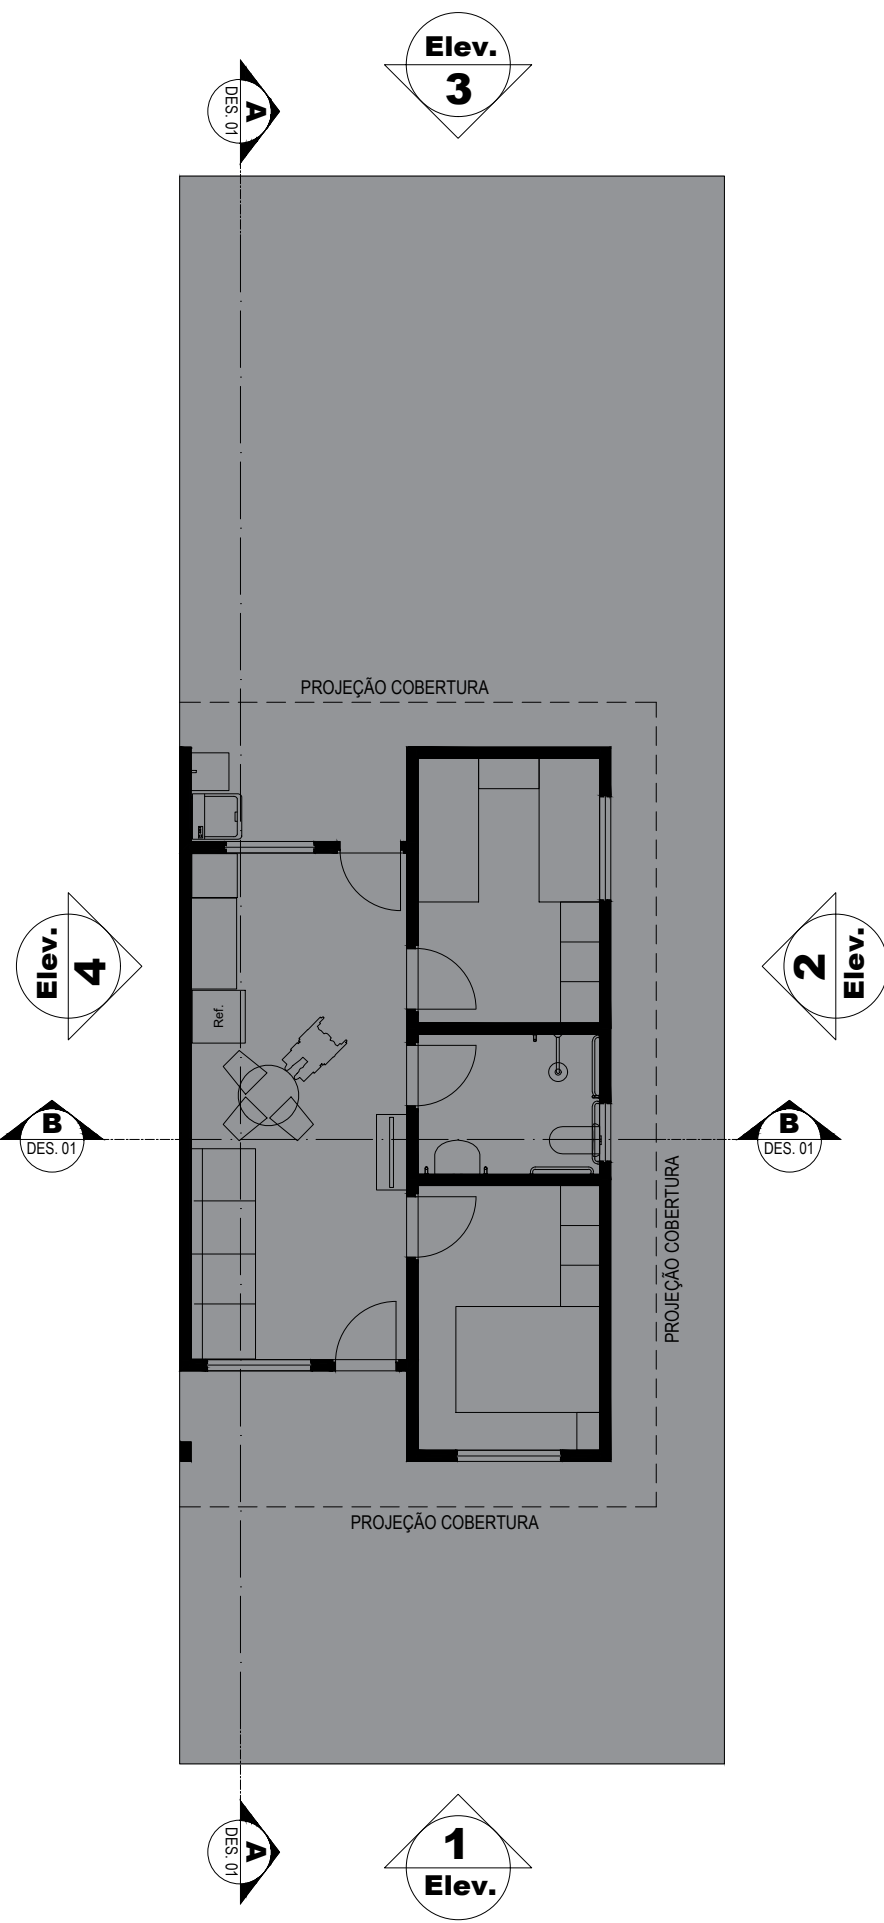 Elev.
3
A
DES. 01
PROJEÇÃO COBERTURA
Elev.
4
Ref.
2
Elev.
B
DES. 01
B
DES. 01
PROJEÇÃO COBERTURA
PROJEÇÃO COBERTURA
A
DES. 01
1
Elev.